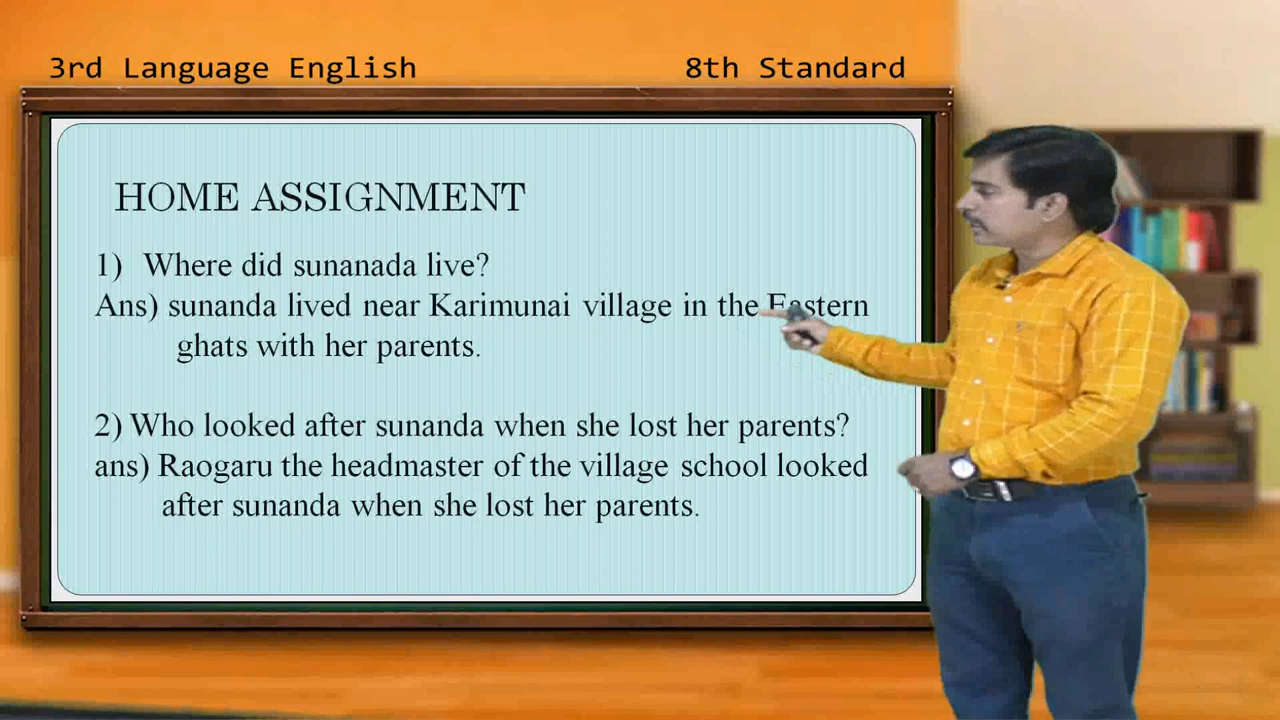 3rd Language English 8th Standard
HOME ASSIGNMENT
1) Where did sunanada live?
Ans) sunanda lived near Karimunai village in the Eastern
ghats with her parents.
2) Who looked after sunanda when she lost her parents?
ans) Raogaru the headmaster of the village school looked
after sunanda when she lost her parents.